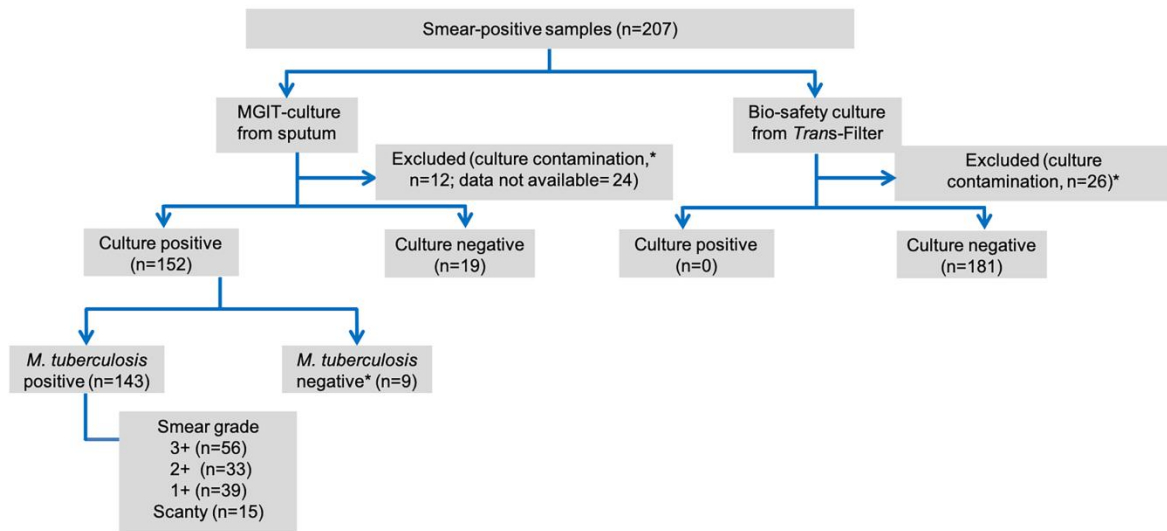 Smear-positive samples (n=207)
MGIT-culture
from sputum
Bio-safety culture
from Trans-Filter
Excluded (culture contamination,*
n=12; data not available= 24)
Excluded (culture
contamination, n=26)*
Culture positive
(n=152)
Culture negative
(n=19)
Culture positive
(n=0)
Culture negative
(n=181)
M. tuberculosis
positive (n=143)
M. tuberculosis
negative* (n=9)
Smear grade
3+ (n=56)
2+ (n=33)
1+ (n=39)
Scanty (n=15)